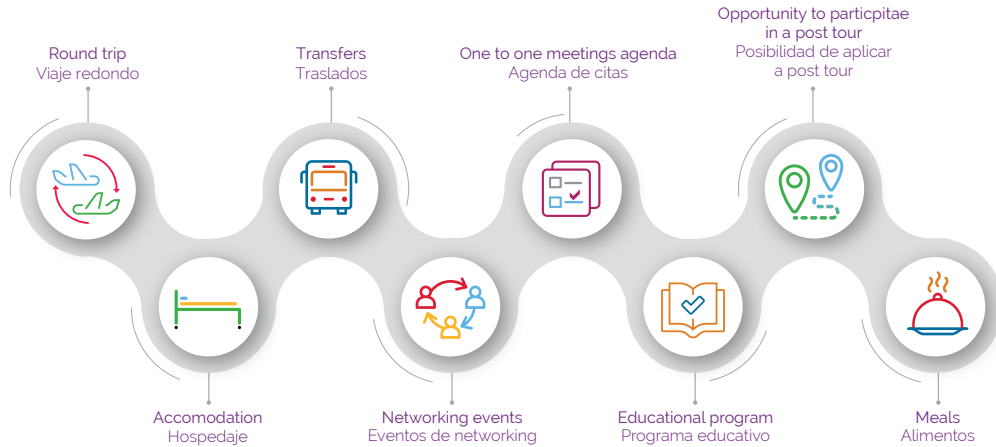 Round trip
Viaje redondo
Transfers
Traslados
One to one meetings agenda
Agenda de citas
Opportunity to particpitae
in a post tour
Posibilidad de aplicar
a post tour
Accomodation
Hospedaje
Networking events
Eventos de networking
Educational program
Programa educativo
Meals
Alimentos